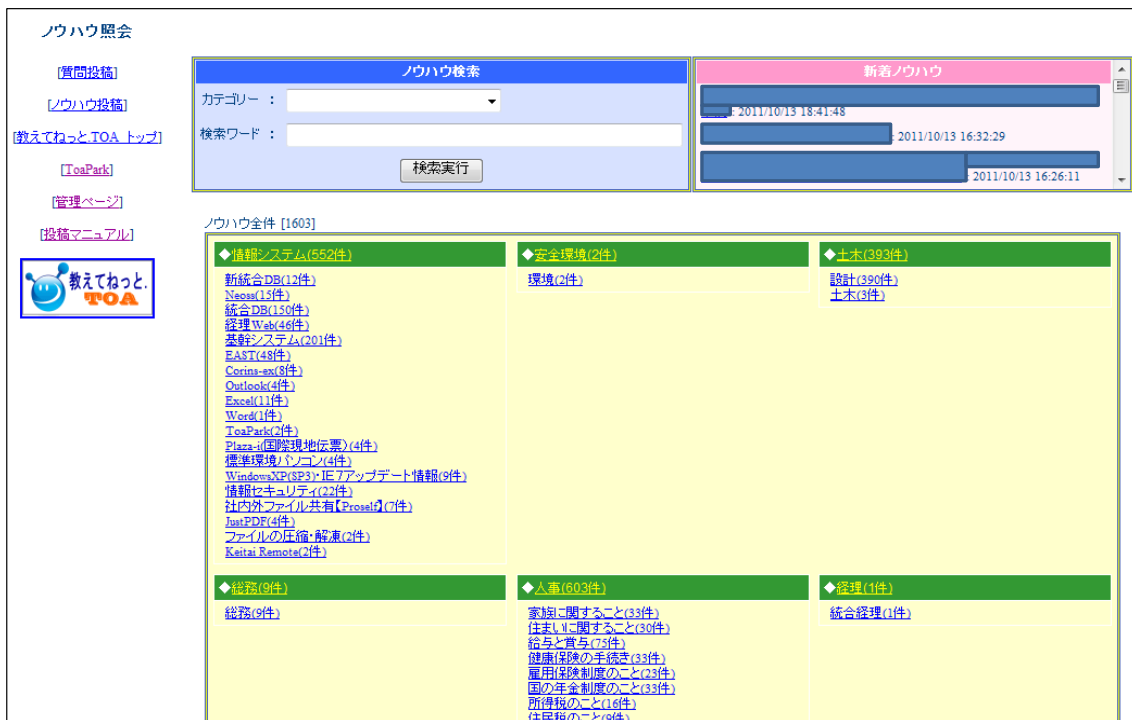 ノウハウ照会
[質問投稿]
[ノウハウ投稿]
[教えてねっと.TOA トップ]
[ToaPark]
[管理ページ]
[投稿マニュアル]
教えてねっと.
TOA
ノウハウ検索
カテゴリー ：
検索ワード ：
検索実行
新着ノウハウ
: 2011/10/13 18:41:48
: 2011/10/13 16:32:29
: 2011/10/13 16:26:11
ノウハウ全件 [1603]
◆情報システム(552件)
新統合DB(12件)
Neoss(15件)
統合DB(150件)
経理Web(46件)
基幹システム(201件)
EAST(48件)
Corins-ex(8件)
Outlook(4件)
Excel(11件)
Word(1件)
ToaPark(2件)
Plaza-i(国際現地伝票)(4件)
標準環境パソコン(4件)
WindowsXP(SP3)・IE7アップデート情報(9件)
情報セキュリティ(22件)
社内外ファイル共有【Proself】(7件)
JustPDF(4件)
ファイルの圧縮・解凍(2件)
Keitai Remote(2件)
◆安全環境(2件)
環境(2件)
◆土木(393件)
設計(390件)
土木(3件)
◆総務(9件)
総務(9件)
◆人事(603件)
家族に関すること(33件)
住まいに関すること(30件)
給与と賞与(75件)
健康保険の手続き(33件)
雇用保険制度のこと(23件)
国の年金制度のこと(33件)
所得税のこと(16件)
住民税のこと(9件)
◆経理(1件)
統合経理(1件)